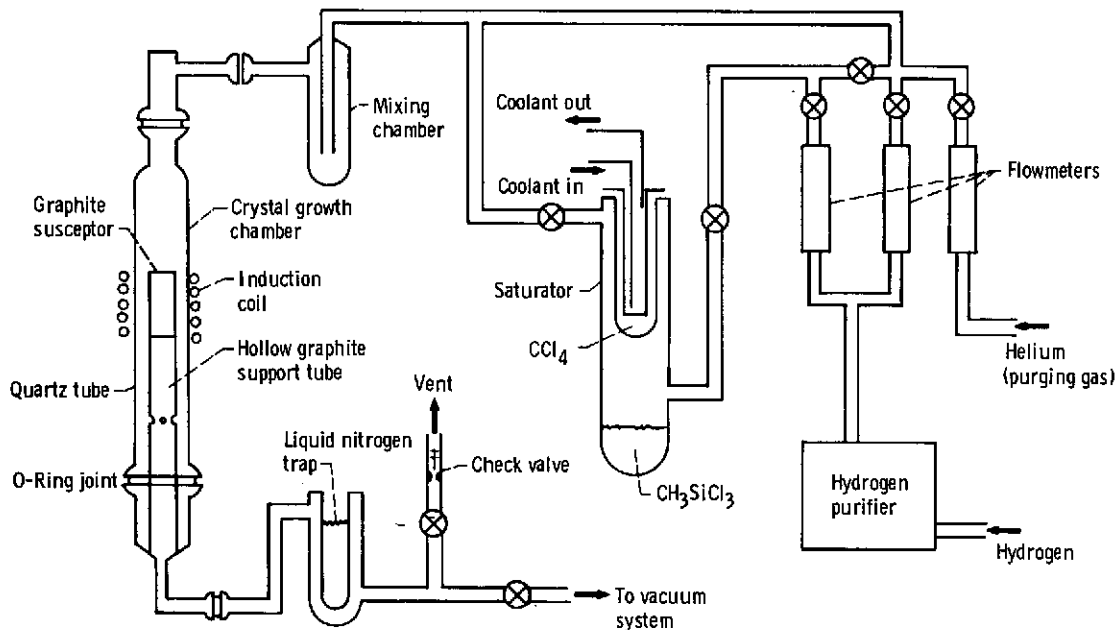 Mixing
chamber
Coolant out
Coolant in
Flowmeters
Graphite
susceptor
Crystal growth
chamber
Induction
coil
Saturator
CCl4
Hollow graphite
support tube
Quartz tube
Helium
(purging gas)
Vent
Liquid nitrogen
trap
Check valve
O-Ring joint
CH3SiCl3
Hydrogen
purifier
Hydrogen
To vacuum
system